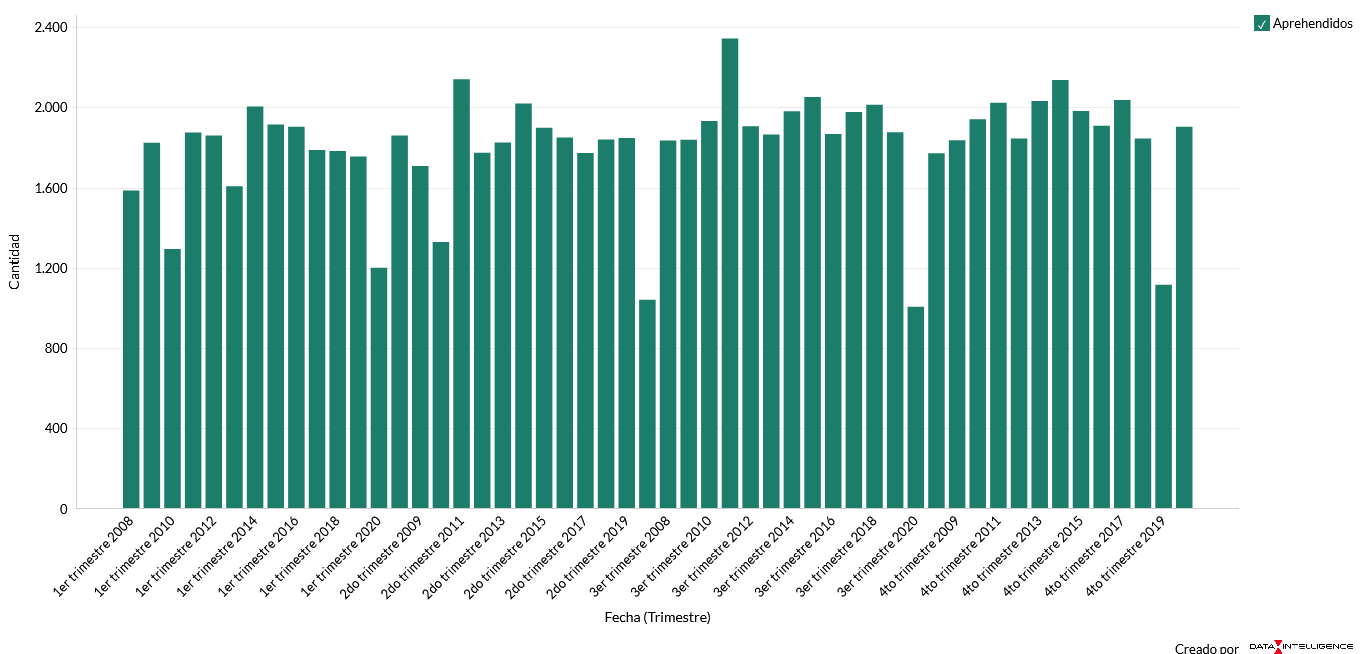 Aprehendidos
Cantidad
2.400
2.000
1.600
1.200
800
400
0
1er trimestre 2008
1er trimestre 2010
1er trimestre 2012
1er trimestre 2014
1er trimestre 2016
1er trimestre 2018
1er trimestre 2020
2do trimestre 2009
2do trimestre 2011
2do trimestre 2013
2do trimestre 2015
2do trimestre 2017
2do trimestre 2019
3er trimestre 2008
3er trimestre 2010
3er trimestre 2012
3er trimestre 2014
3er trimestre 2016
3er trimestre 2018
3er trimestre 2020
4to trimestre 2009
4to trimestre 2011
4to trimestre 2013
4to trimestre 2015
4to trimestre 2017
4to trimestre 2019
Fecha (Trimestre)
Creado por DATA INTELLIGENCE